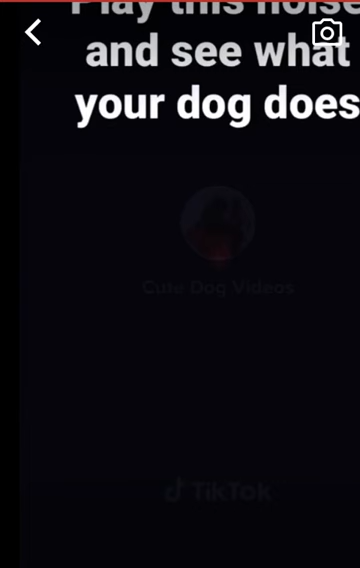 Play this noise
and see what
your dog does
Cute Dog Videos
TikTok